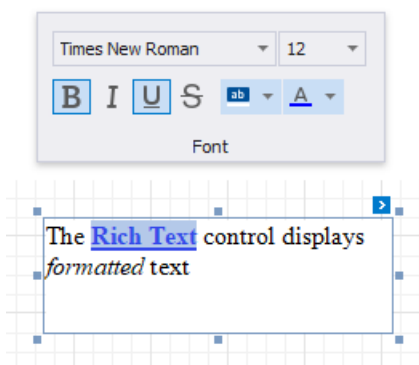 Times New Roman 12
B I U S ab A
Font
The Rich Text control displays
formatted text